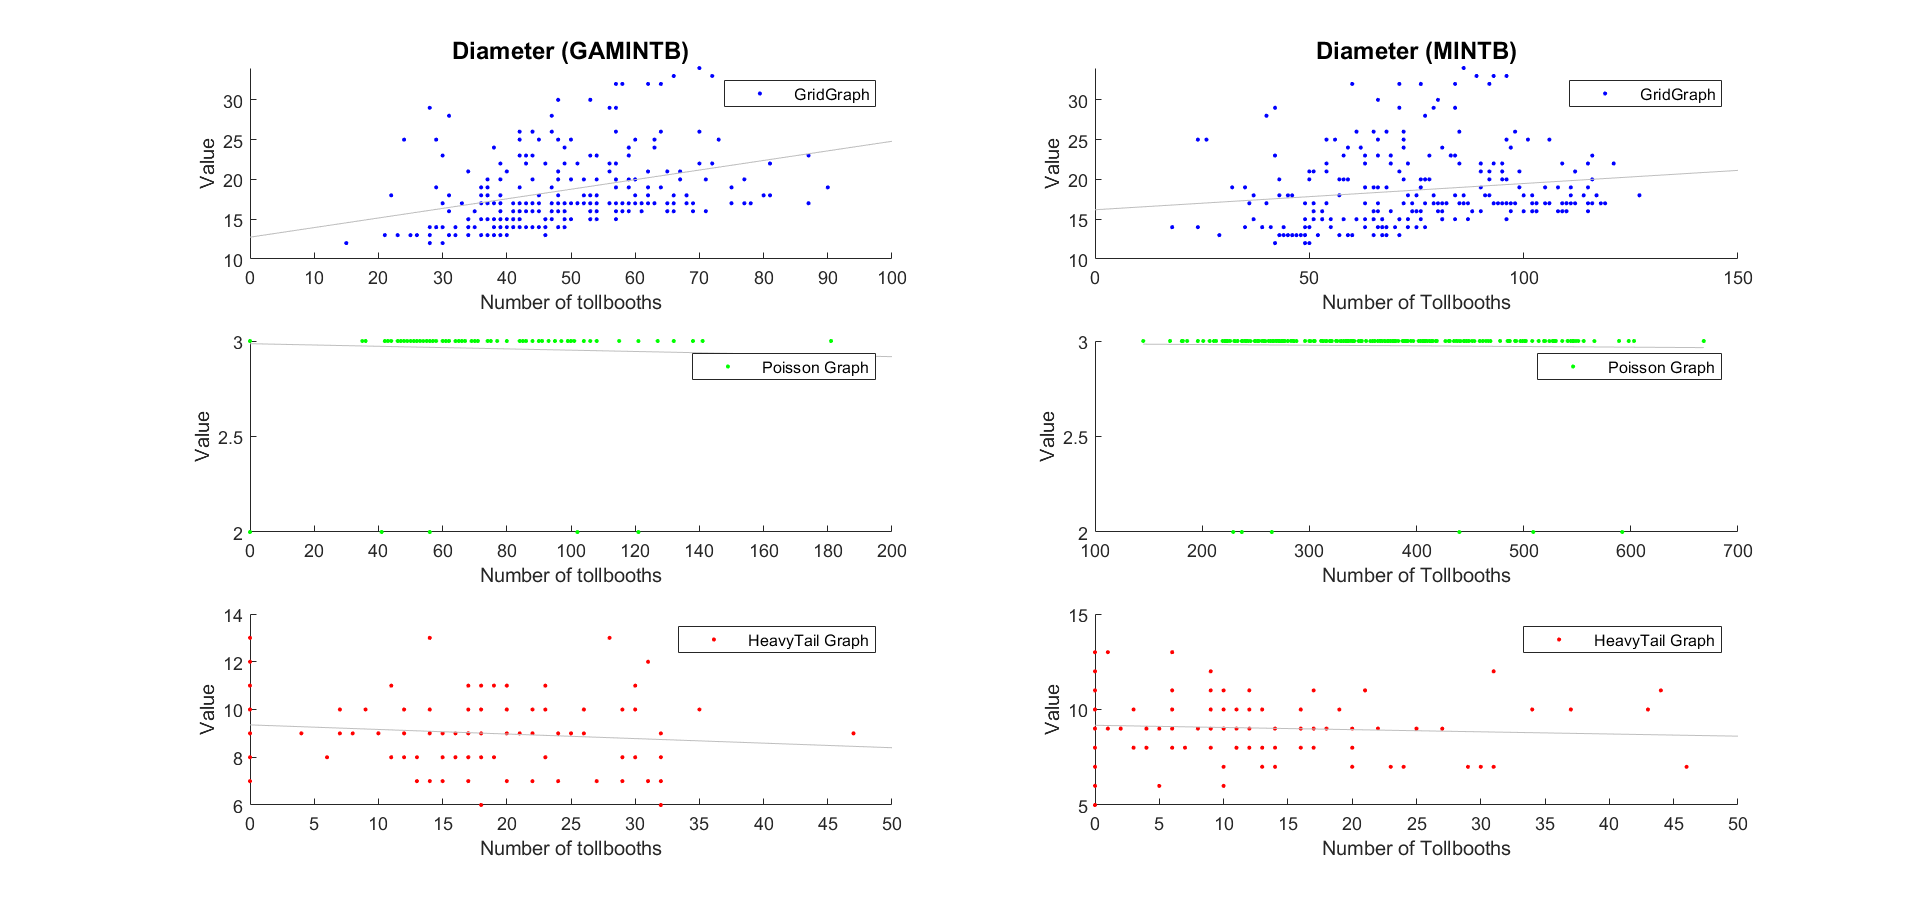 Diameter (GAMINTB)
GridGraph
Value
30
25
20
15
10
0 10 20 30 40 50 60 70 80 90 100
Number of tollbooths
Diameter (MINTB)
GridGraph
Value
30
25
20
15
10
0 50 100 150
Number of Tollbooths
3
Poisson Graph
Value
2.5
2
0 20 40 60 80 100 120 140 160 180 200
Number of tollbooths
3
Poisson Graph
Value
2.5
2
100 200 300 400 500 600 700
Number of Tollbooths
14
HeavyTail Graph
12
Value
10
8
6
0 5 10 15 20 25 30 35 40 45 50
Number of tollbooths
15
HeavyTail Graph
Value
10
5
0 5 10 15 20 25 30 35 40 45 50
Number of Tollbooths